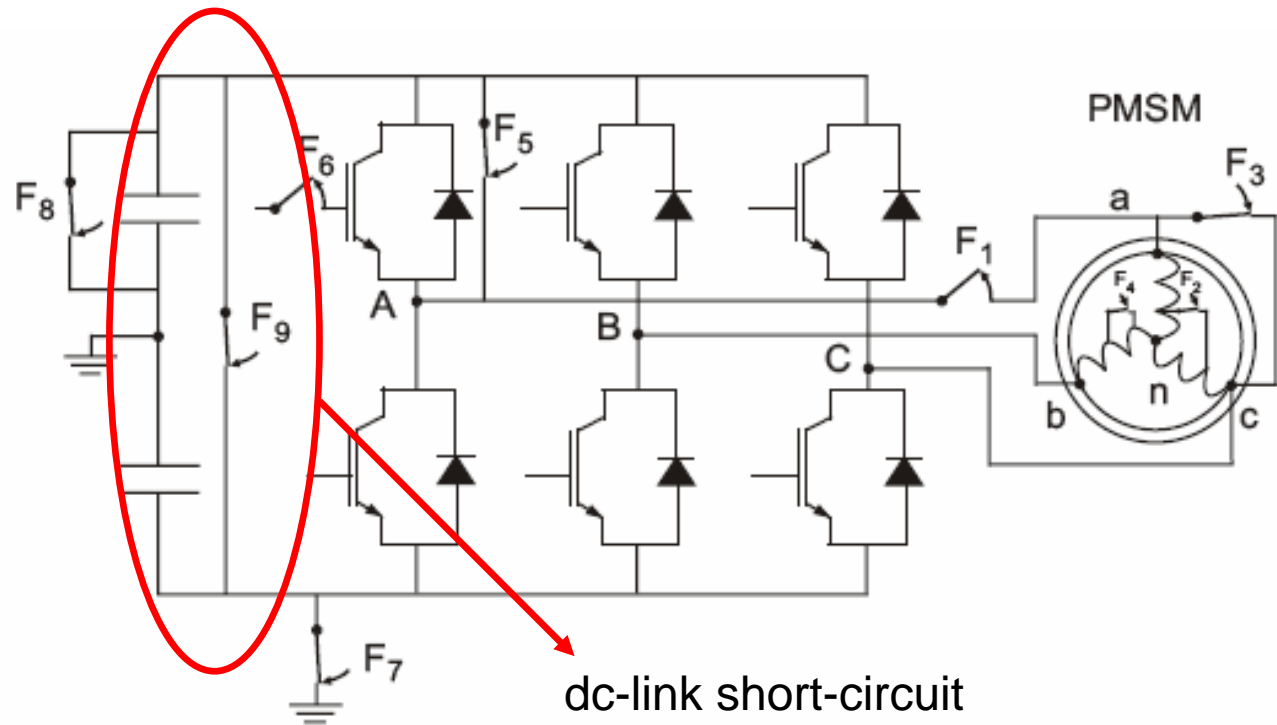 PMSM
F5
F6
F3
F8
a
F1
F4
F2
A
F9
B
C
n
b
c
F7
dc-link short-circuit